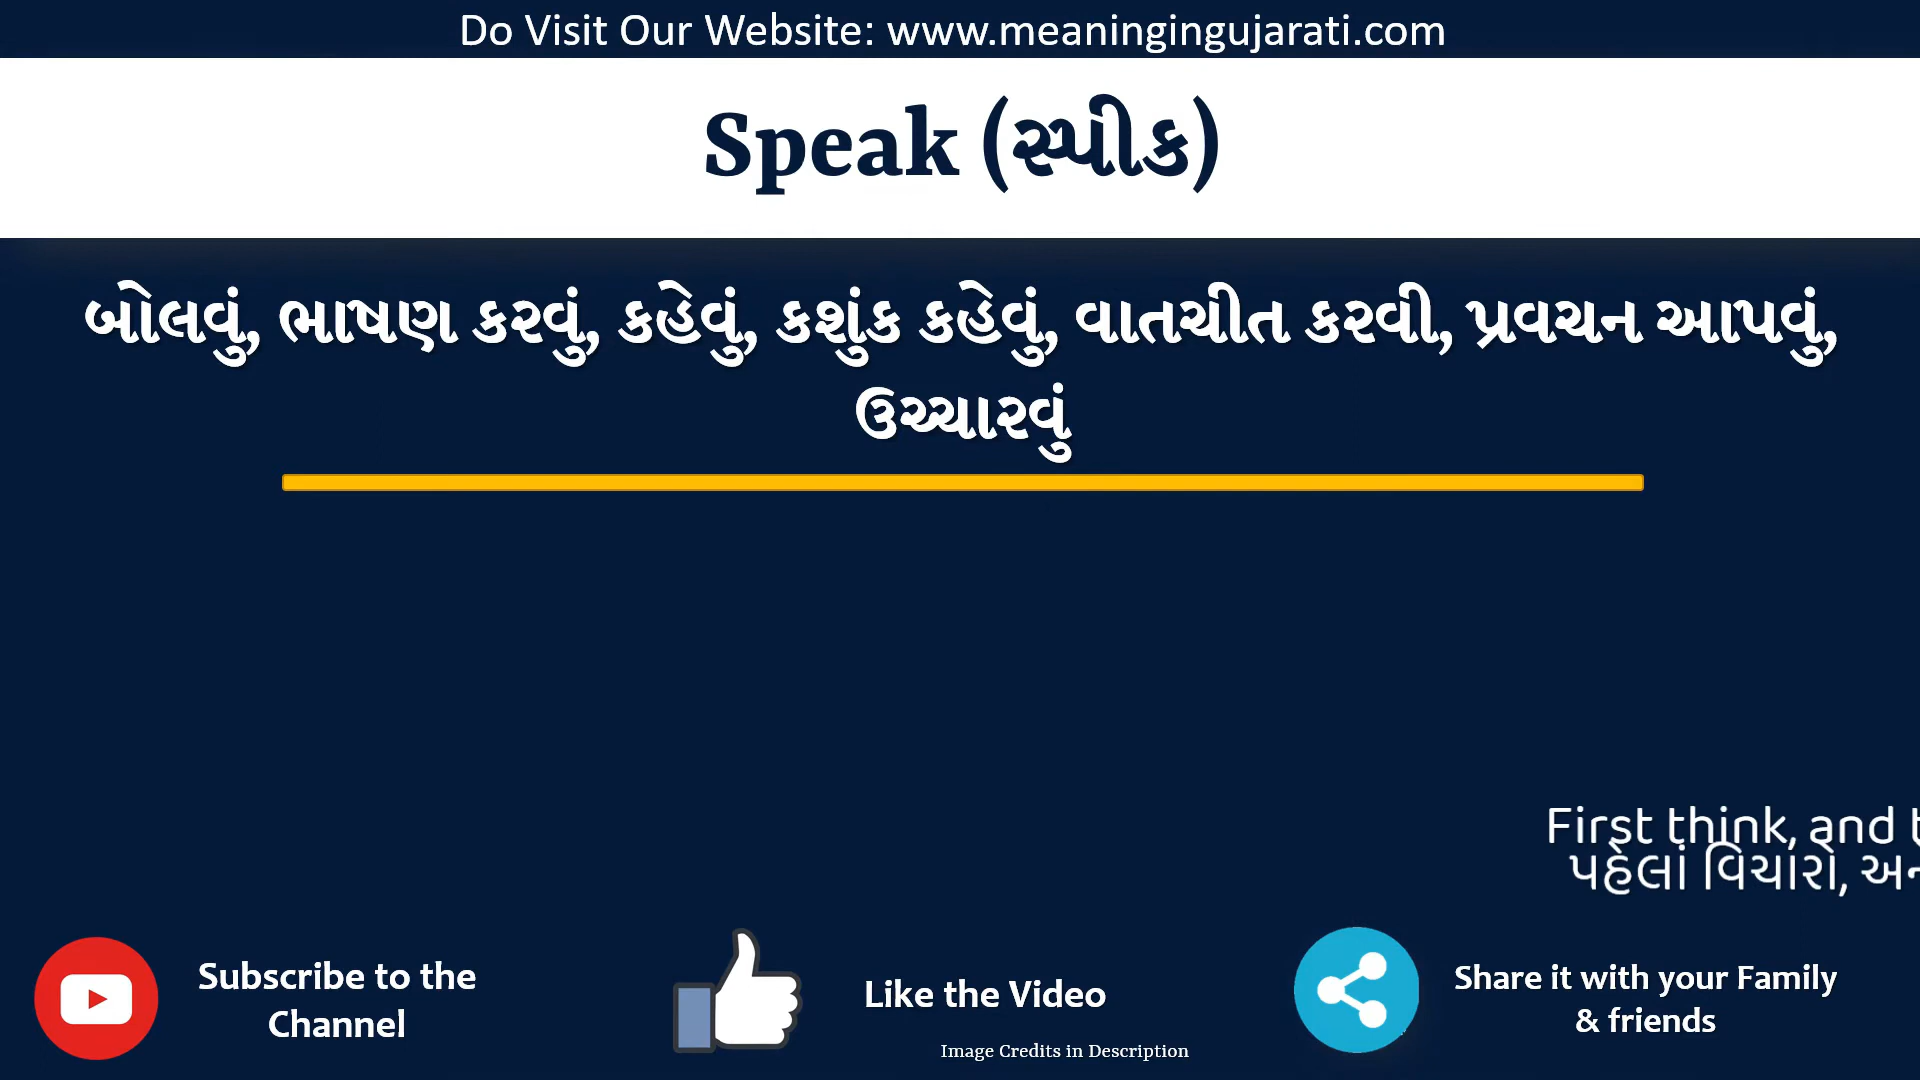 Do Visit Our Website: www.meaningingujarati.com
Speak (સ્પીક)
બોલવું, ભાષણ કરવું, કહેવું, કશુંક કહેવું, વાતચીત કરવી, પ્રવચન આપવું,
ઉચ્ચારવું
First think, and
પહેલાં વિચારો,
Subscribe to the
Channel
Like the Video
Share it with your Family
& friends
Image Credits in Description